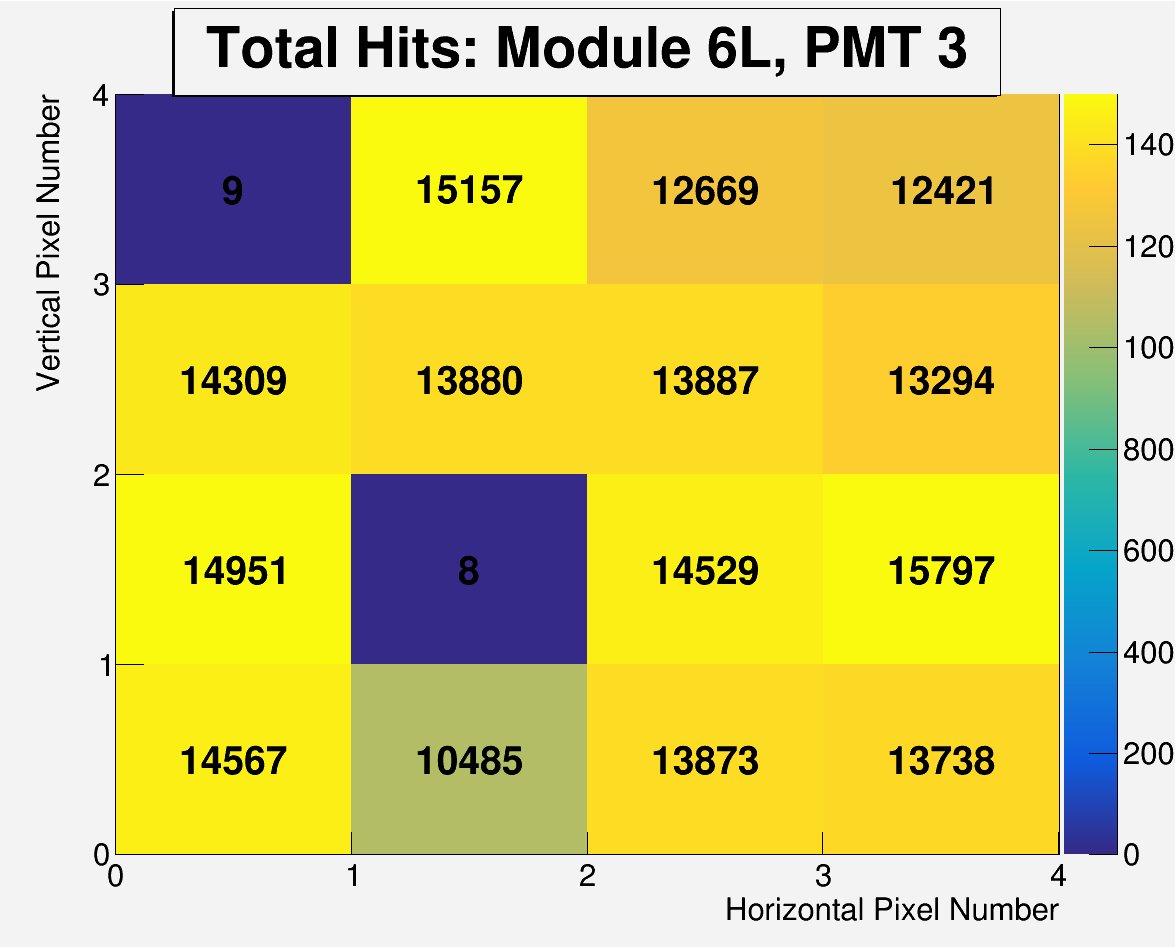 Total Hits: Module 6L, PMT 3
Vertical Pixel Number
4
3
2
1
0
9 15157 12669 12421
14309 13880 13887 13294
14951 8 14529 15797
14567 10485 13873 13738
0 1 2 3 4
Horizontal Pixel Number
140
120
100
800
600
400
200
0